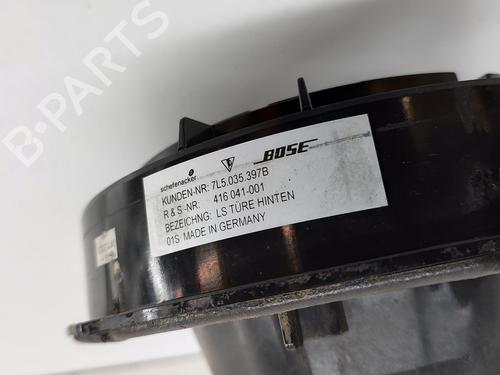 B-PARTS
schefenacker BOSE
KUNDEN-NR: 7L5.035.397B
R & S -NR: 416 041-001
BEZEICHNG: LS TÜRE HINTEN
01S MADE IN GERMANY